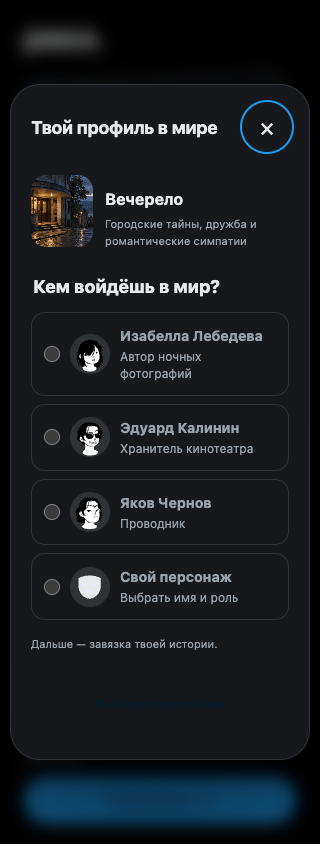 Твой профиль в мире
×
Вечерело
Городские тайны, дружба и
романтические симпатии
Кем войдёшь в мир?
Изабелла Лебедева
Автор ночных
фотографий
Эдуард Калинин
Хранитель кинотеатра
Яков Чернов
Проводник
Свой персонаж
Выбрать имя и роль
Дальше — завязка твоей истории.